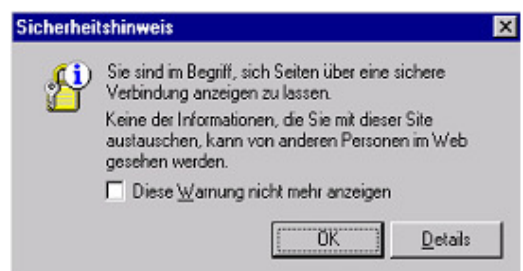 Sicherheitshinweis
Sie sind im Begriff, sich Seiten über eine sichere
Verbindung anzeigen zu lassen.
Keine der Informationen, die Sie mit dieser Site
austauschen, kann von anderen Personen im Web
gesehen werden.
Diese Warnung nicht mehr anzeigen
OK
Details